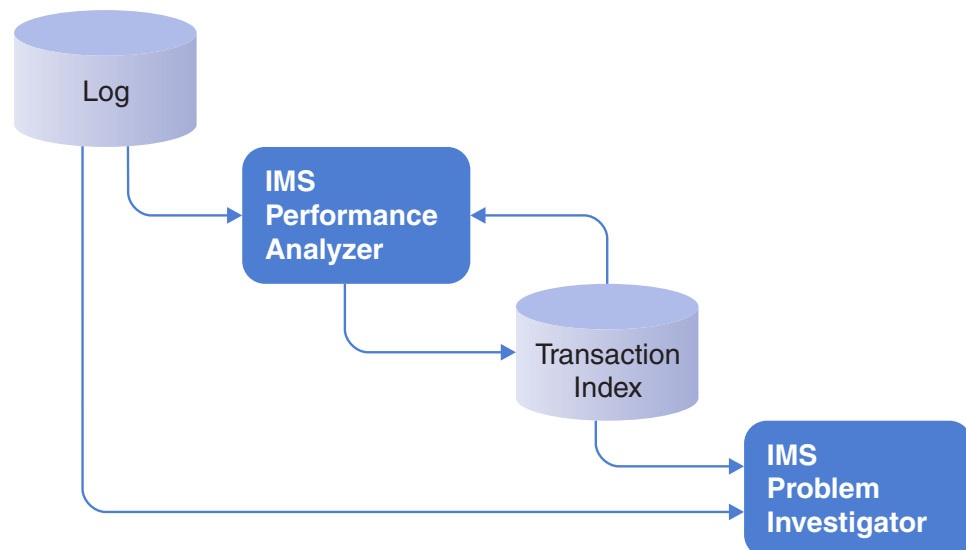 Log
IMS
Performance
Analyzer
Transaction
Index
IMS
Problem
Investigator